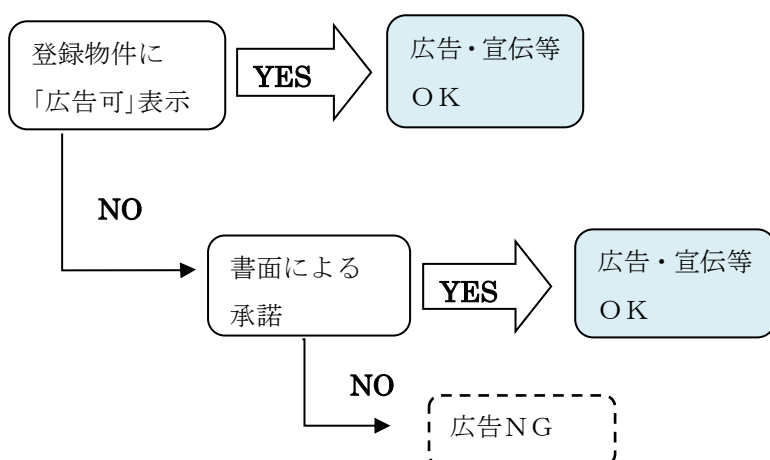 登録物件に
「広告可」表示
YES
広告・宣伝等
ＯＫ
NO
書面による
承諾
YES
広告・宣伝等
ＯＫ
NO
広告ＮＧ